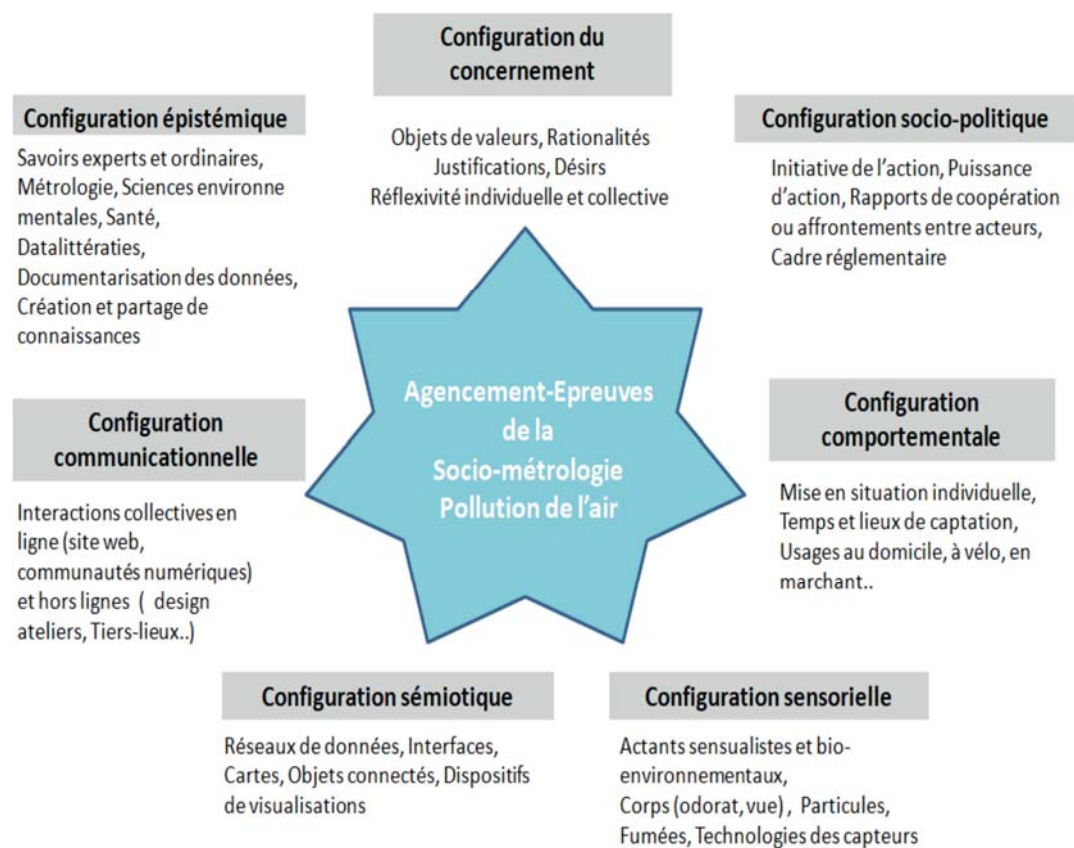 Configuration du
concernement
Objets de valeurs, Rationalités
Justifications, Désirs
Réflexivité individuelle et collective
Configuration épistémique
Savoirs experts et ordinaires,
Métrologie, Sciences environne
mentales, Santé,
Datalittératies,
Documentarisation des données,
Création et partage de
connaissances
Configuration socio-politique
Initiative de l'action, Puissance
d'action, Rapports de coopération
ou affrontements entre acteurs,
Cadre réglementaire
Agencement-Epreuves
de la
Socio-métrologie
Pollution de l'air
Configuration
communicationnelle
Interactions collectives en
ligne (site web,
communautés numériques)
et hors lignes ( design
ateliers, Tiers-lieux..)
Configuration
comportementale
Mise en situation individuelle,
Temps et lieux de captation,
Usages au domicile, à vélo, en
marchant..
Configuration sémiotique
Réseaux de données, Interfaces,
Cartes, Objets connectés, Dispositifs
de visualisations
Configuration sensorielle
Actants sensualistes et bio-
environnementaux,
Corps (odorat, vue) , Particules,
Fumées, Technologies des capteurs